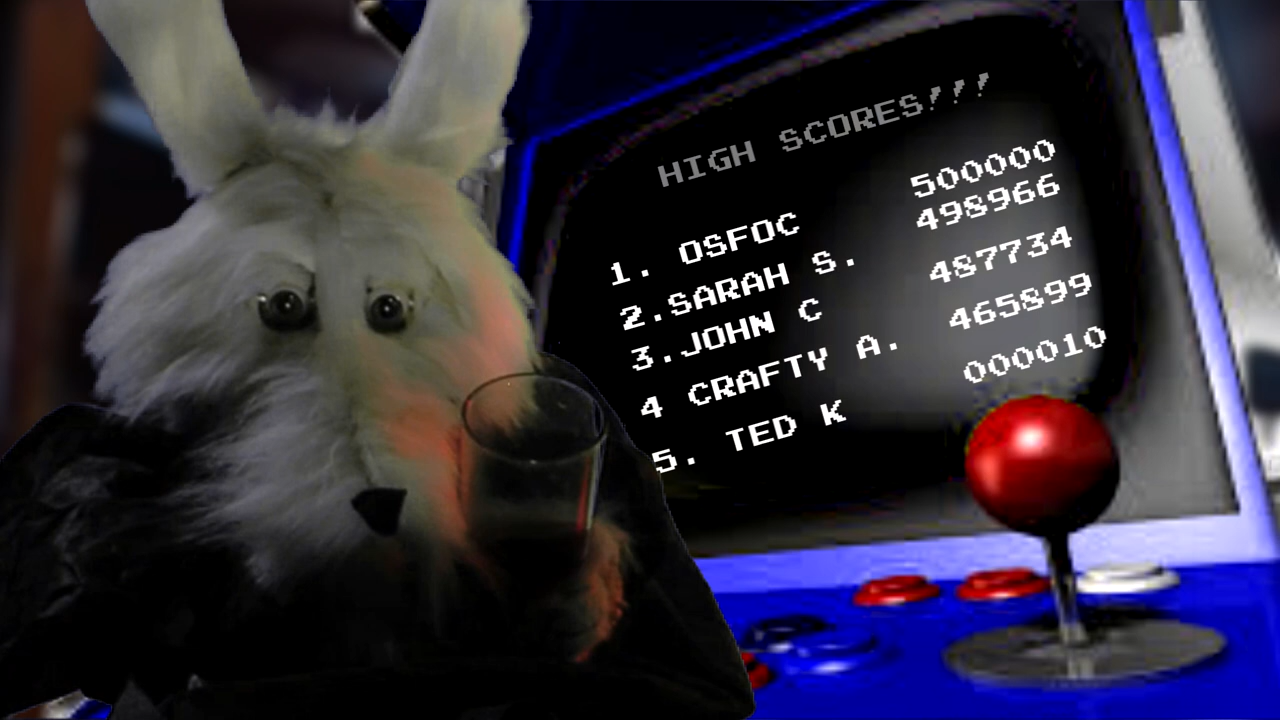 HIGH SCORES!!!
1. OSFOC 500000
2.SARAH S. 498966
3.JOHN C 487734
4 CRAFTY A. 465899
5. TED K 000010